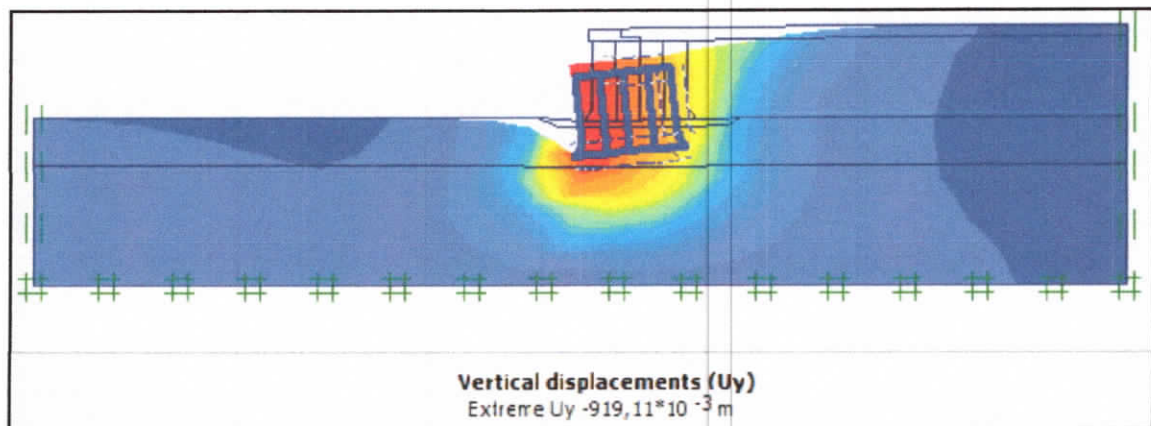 Vertical displacements (Uy)
Extreme Uy -919,11*10 -3 m